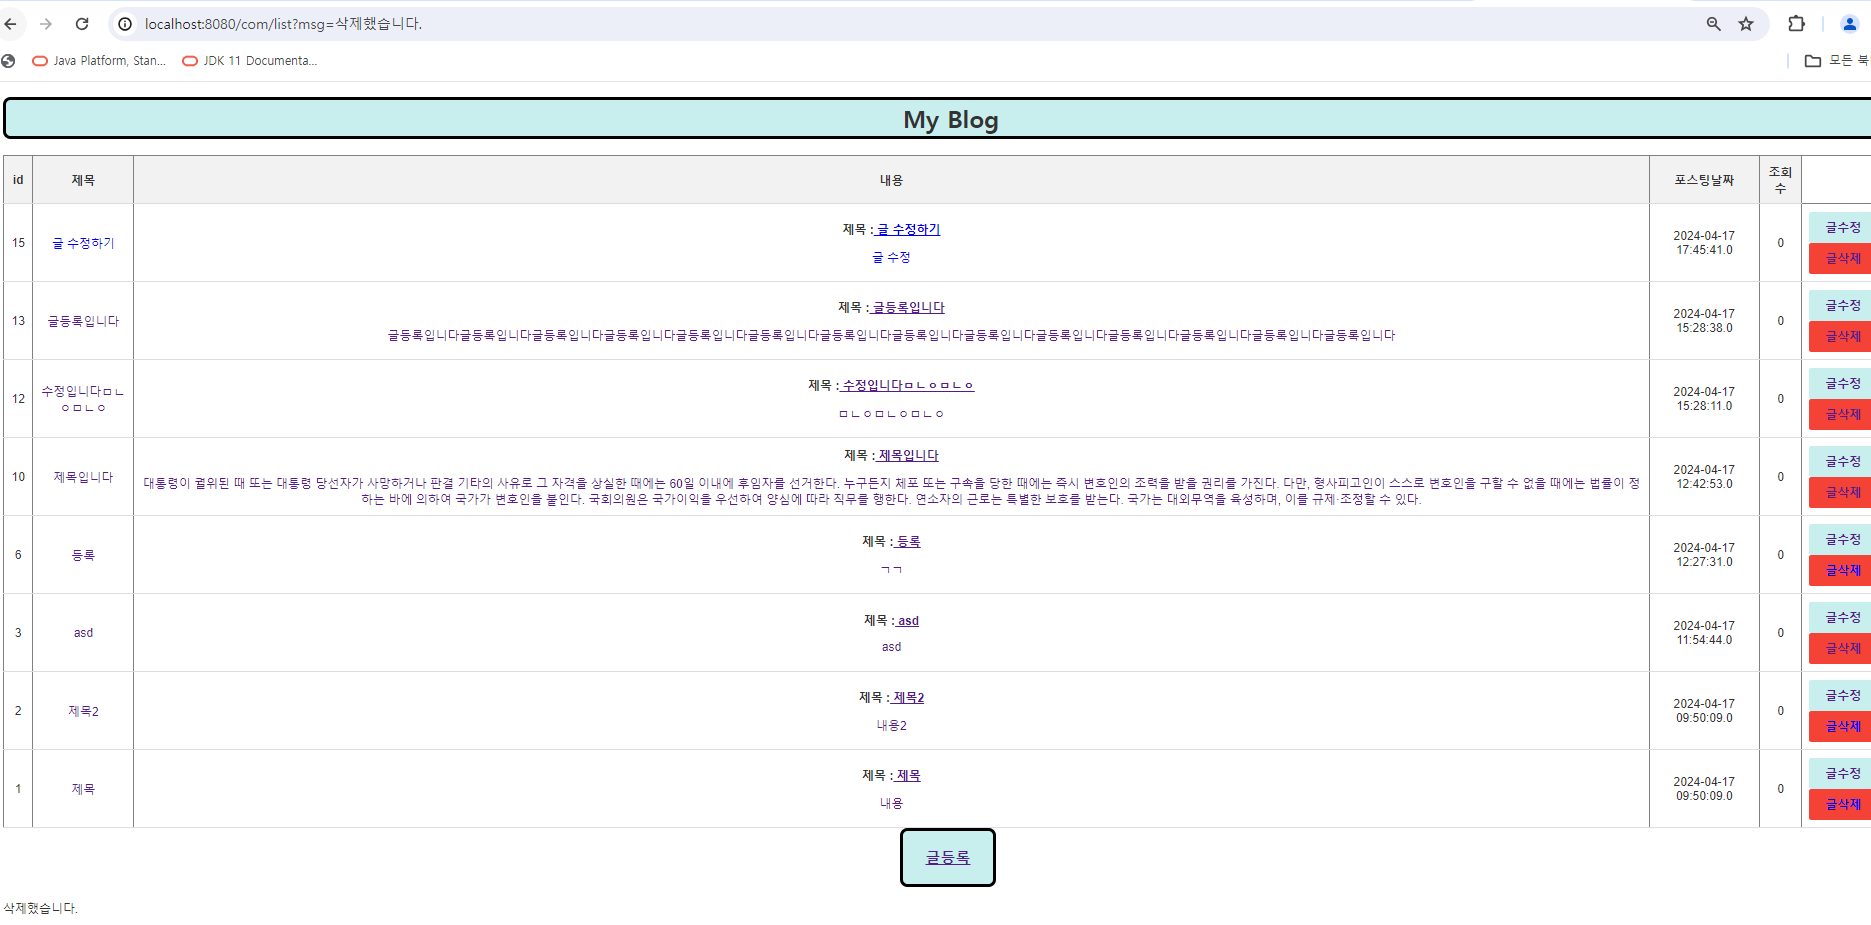 localhost:8080/com/list?msg=삭제했습니다.
Java Platform, Stan... JDK 11 Documenta... 모든 북
My Blog
id 제목 내용 포스팅날짜 조회
수
15 글 수정하기 제목 : 글 수정하기
글 수정
2024-04-17
17:45:41.0
0 글수정
글삭제
13 글등록입니다 제목 : 글등록입니다
글등록입니다글등록입니다글등록입니다글등록입니다글등록입니다글등록입니다글등록입니다글등록입니다글등록입니다글등록입니다글등록입니다글등록입니다글등록입니다글등록입니다
2024-04-17
15:28:38.0
0 글수정
글삭제
12 수정입니다ㅁㄴ
ㅇㅁㄴㅇ
제목 : 수정입니다ㅁㄴㅇㅁㄴㅇ
ㅁㄴㅇㅁㄴㅇㅁㄴㅇ
2024-04-17
15:28:11.0
0 글수정
글삭제
10 제목입니다 제목 : 제목입니다
대통령이 궐위된 때 또는 대통령 당선자가 사망하거나 판결 기타의 사유로 그 자격을 상실한 때에는 60일 이내에 후임자를 선거한다. 누구든지 체포 또는 구속을 당한 때에는 즉시 변호인의 조력을 받을 권리를 가진다. 다만, 형사피고인이 스스로 변호인을 구할 수 없을 때에는 법률이 정
하는 바에 의하여 국가가 변호인을 붙인다. 국회의원은 국가이익을 우선하여 양심에 따라 직무를 행한다. 연소자의 근로는 특별한 보호를 받는다. 국가는 대외무역을 육성하며, 이를 규제·조정할 수 있다.
2024-04-17
12:42:53.0
0 글수정
글삭제
6 등록 제목 : 등록
ㄱㄱ
2024-04-17
12:27:31.0
0 글수정
글삭제
3 asd 제목 : asd
asd
2024-04-17
11:54:44.0
0 글수정
글삭제
2 제목2 제목 : 제목2
내용2
2024-04-17
09:50:09.0
0 글수정
글삭제
1 제목 제목 : 제목
내용
2024-04-17
09:50:09.0
0 글수정
글삭제
글등록
삭제했습니다.